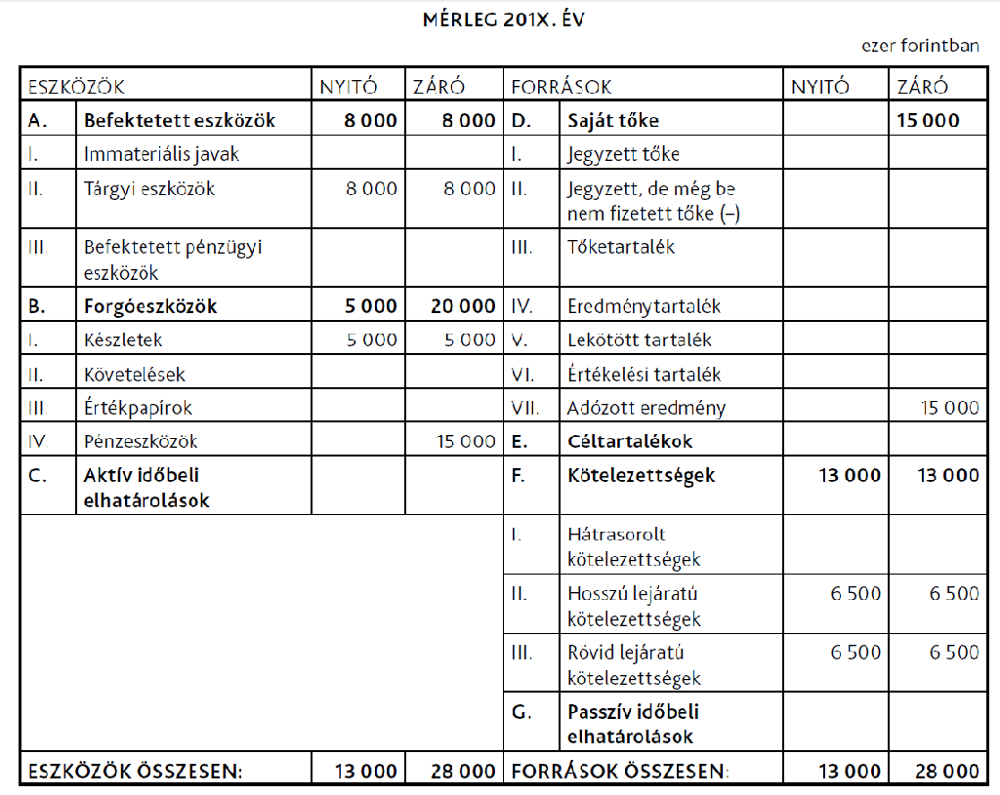 MÉRLEG 201X. ÉV
ezer forintban
ESZKÖZÖK NYITÓ ZÁRÓ FORRÁSOK NYITÓ ZÁRÓ
A. Befektetett eszközök 8 000 8 000 D. Saját tőke 15 000
I. Immateriális javak I. Jegyzett tőke
II. Tárgyi eszközök 8 000 8 000 II. Jegyzett, de még be
nem fizetett tőke (–)
III. Befektetett pénzügyi III. Tőketartalék
eszközök
B. Forgóeszközök 5 000 20 000 IV. Eredménytartalék
I. Készletek 5 000 5 000 V. Lekötött tartalék
II. Követelések VI. Értékelési tartalék
III. Értékpapírok VII. Adózott eredmény 15 000
IV. Pénzeszközök 15 000 E. Céltartalékok
C. Aktív időbeli F. Kötelezettségek 13 000 13 000
elhatárolások
I. Hátrasorolt
kötelezettségek
II. Hosszú lejáratú 6 500 6 500
kötelezettségek
III. Rövid lejáratú 6 500 6 500
kötelezettségek
G. Passzív időbeli
elhatárolások
ESZKÖZÖK ÖSSZESEN: 13 000 28 000 FORRÁSOK ÖSSZESEN: 13 000 28 000